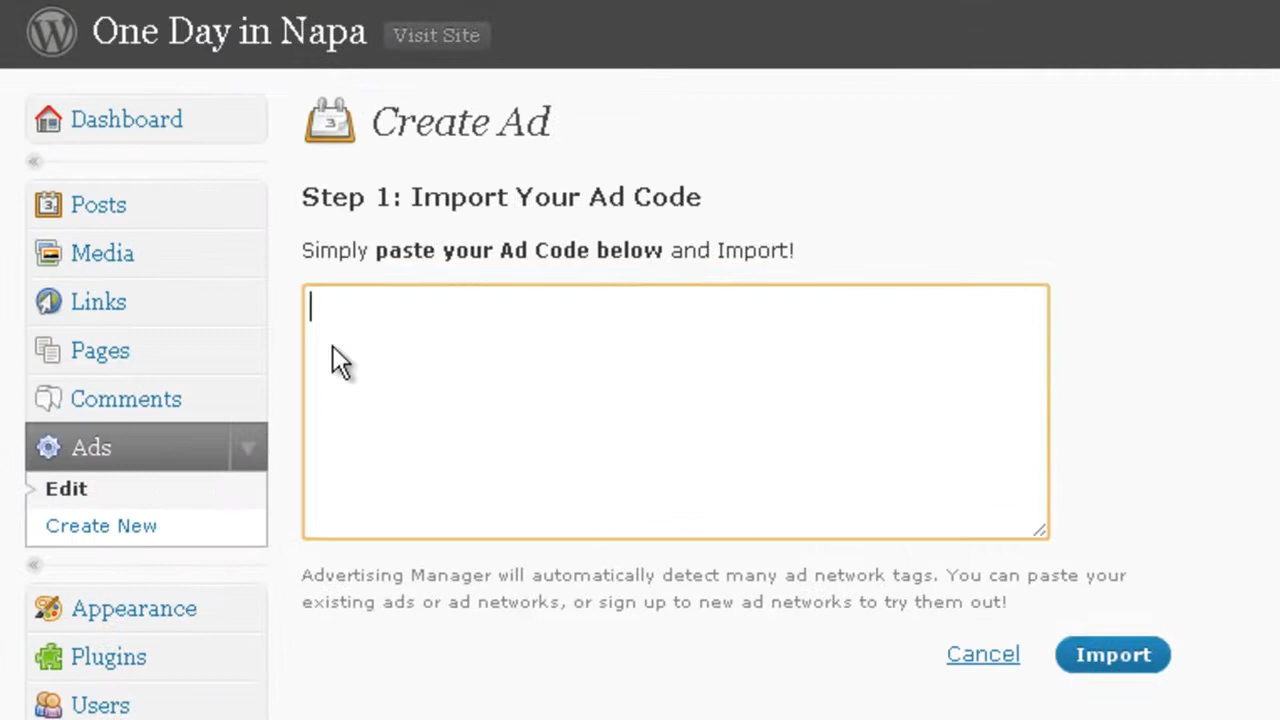 One Day in Napa Visit Site
Dashboard
Posts
Media
Links
Pages
Comments
Ads
Edit
Create New
Appearance
Plugins
Users
3 Create Ad
Step 1: Import Your Ad Code
Simply paste your Ad Code below and Import!
Advertising Manager will automatically detect many ad network tags. You can paste your
existing ads or ad networks, or sign up to new ad networks to try them out!
Cancel Import